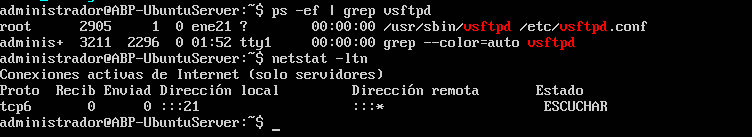 administrador@ABP-UbuntuServer:~$ ps -ef | grep vsftpd
root 2905 1 0 ene21 ? 00:00:00 /usr/sbin/vsftpd /etc/vsftpd.conf
adminis+ 3211 2296 0 01:52 tty1 00:00:00 grep --color=auto vsftpd
administrador@ABP-UbuntuServer:~$ netstat -ltn
Conexiones activas de Internet (solo servidores)
Proto Recib Enviad Dirección local Dirección remota Estado
tcp6 0 0 :::21 :::* ESCUCHAR
administrador@ABP-UbuntuServer:~$ _